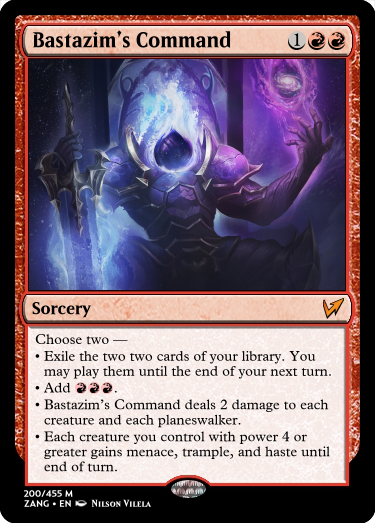 Bastazim's Command 1
Sorcery
Choose two —
• Exile the two two cards of your library. You
may play them until the end of your next turn.
• Add .
• Bastazim's Command deals 2 damage to each
creature and each planeswalker.
• Each creature you control with power 4 or
greater gains menace, trample, and haste until
end of turn.
200/455 M
ZANG • EN Nilson Vilela